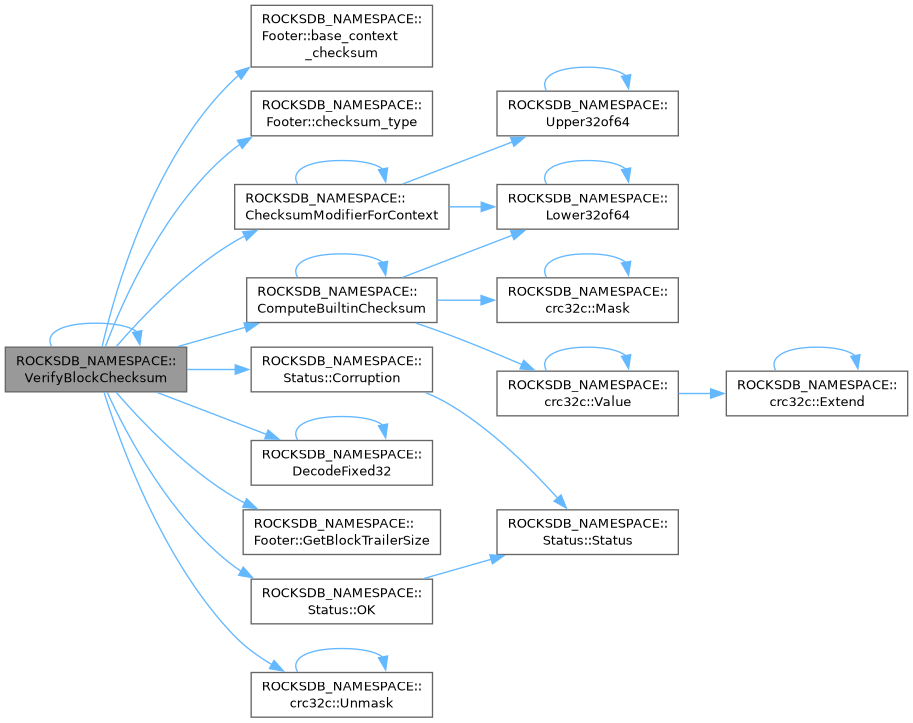 ROCKSDB_NAMESPACE::
VerifyBlockChecksum
ROCKSDB_NAMESPACE::
Footer::base_context
_checksum
ROCKSDB_NAMESPACE::
Footer::checksum_type
ROCKSDB_NAMESPACE::
ChecksumModifierForContext
ROCKSDB_NAMESPACE::
Upper32of64
ROCKSDB_NAMESPACE::
Lower32of64
ROCKSDB_NAMESPACE::
ComputeBuiltinChecksum
ROCKSDB_NAMESPACE::
crc32c::Mask
ROCKSDB_NAMESPACE::
crc32c::Value
ROCKSDB_NAMESPACE::
crc32c::Extend
ROCKSDB_NAMESPACE::
Status::Corruption
ROCKSDB_NAMESPACE::
Status::Status
ROCKSDB_NAMESPACE::
DecodeFixed32
ROCKSDB_NAMESPACE::
Footer::GetBlockTrailerSize
ROCKSDB_NAMESPACE::
Status::OK
ROCKSDB_NAMESPACE::
crc32c::Unmask